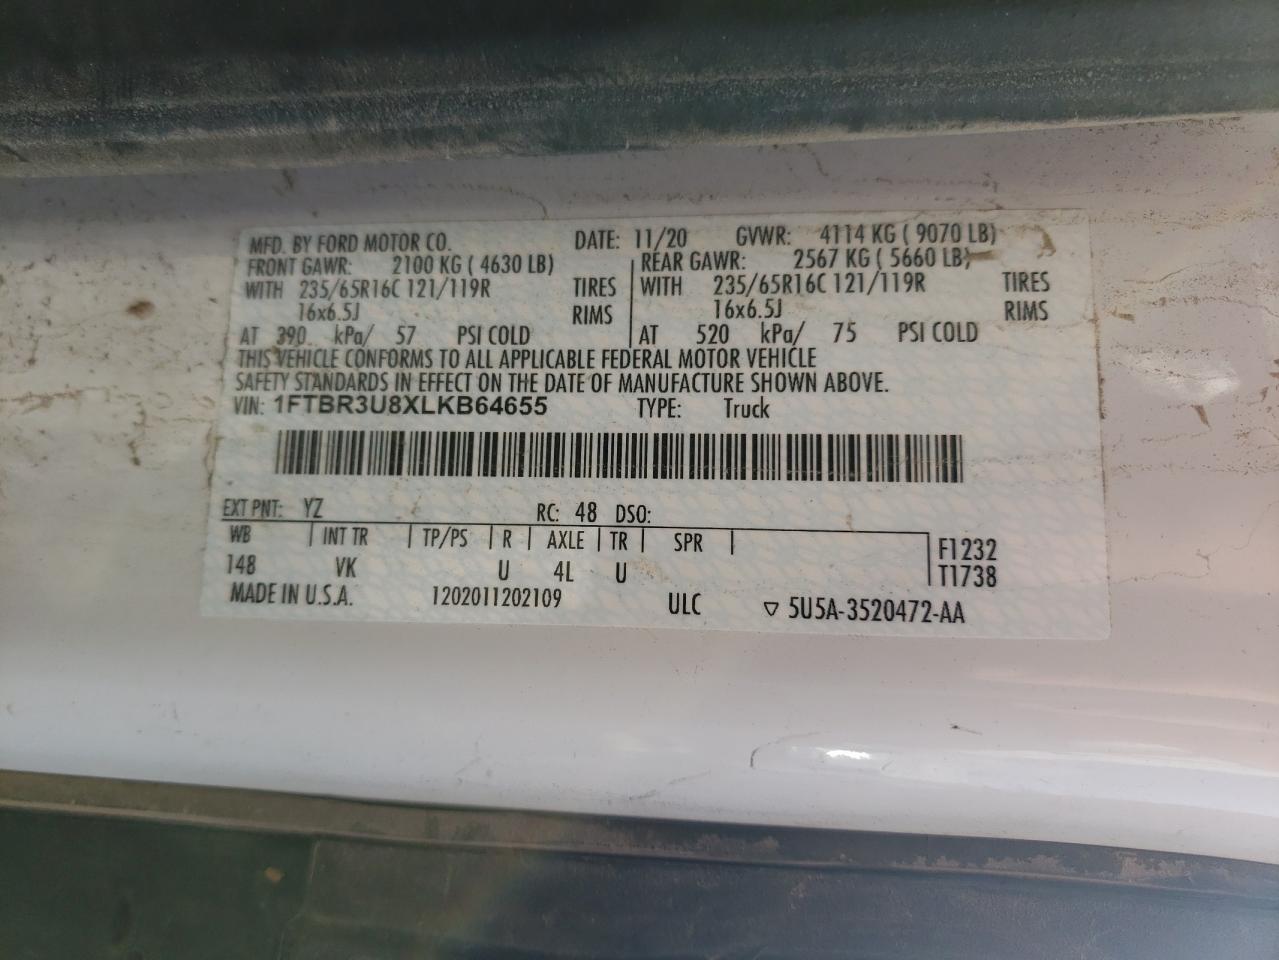 MFD. BY FORD MOTOR CO. DATE: 11/20 GVWR: 4114 KG ( 9070 LB)
FRONT GAWR: 2100 KG ( 4630 LB) REAR GAWR: 2567 KG ( 5660 LB)
WITH 235/65R16C 121/119R TIRES WITH 235/65R16C 121/119R TIRES
16x6.5J RIMS 16x6.5J RIMS
AT 390 kPa/ 57 PSI COLD AT 520 kPa/ 75 PSI COLD
THIS VEHICLE CONFORMS TO ALL APPLICABLE FEDERAL MOTOR VEHICLE
SAFETY STANDARDS IN EFFECT ON THE DATE OF MANUFACTURE SHOWN ABOVE.
VIN: 1FTBR3U8XLKB64655 TYPE: Truck
EXT PNT: YZ RC: 48 DSO:
WB INT TR TP/PS R AXLE TR SPR F1232
148 VK U 4L U T1738
MADE IN U.S.A. 1202011202109 ULC ▽ 5U5A-3520472-AA